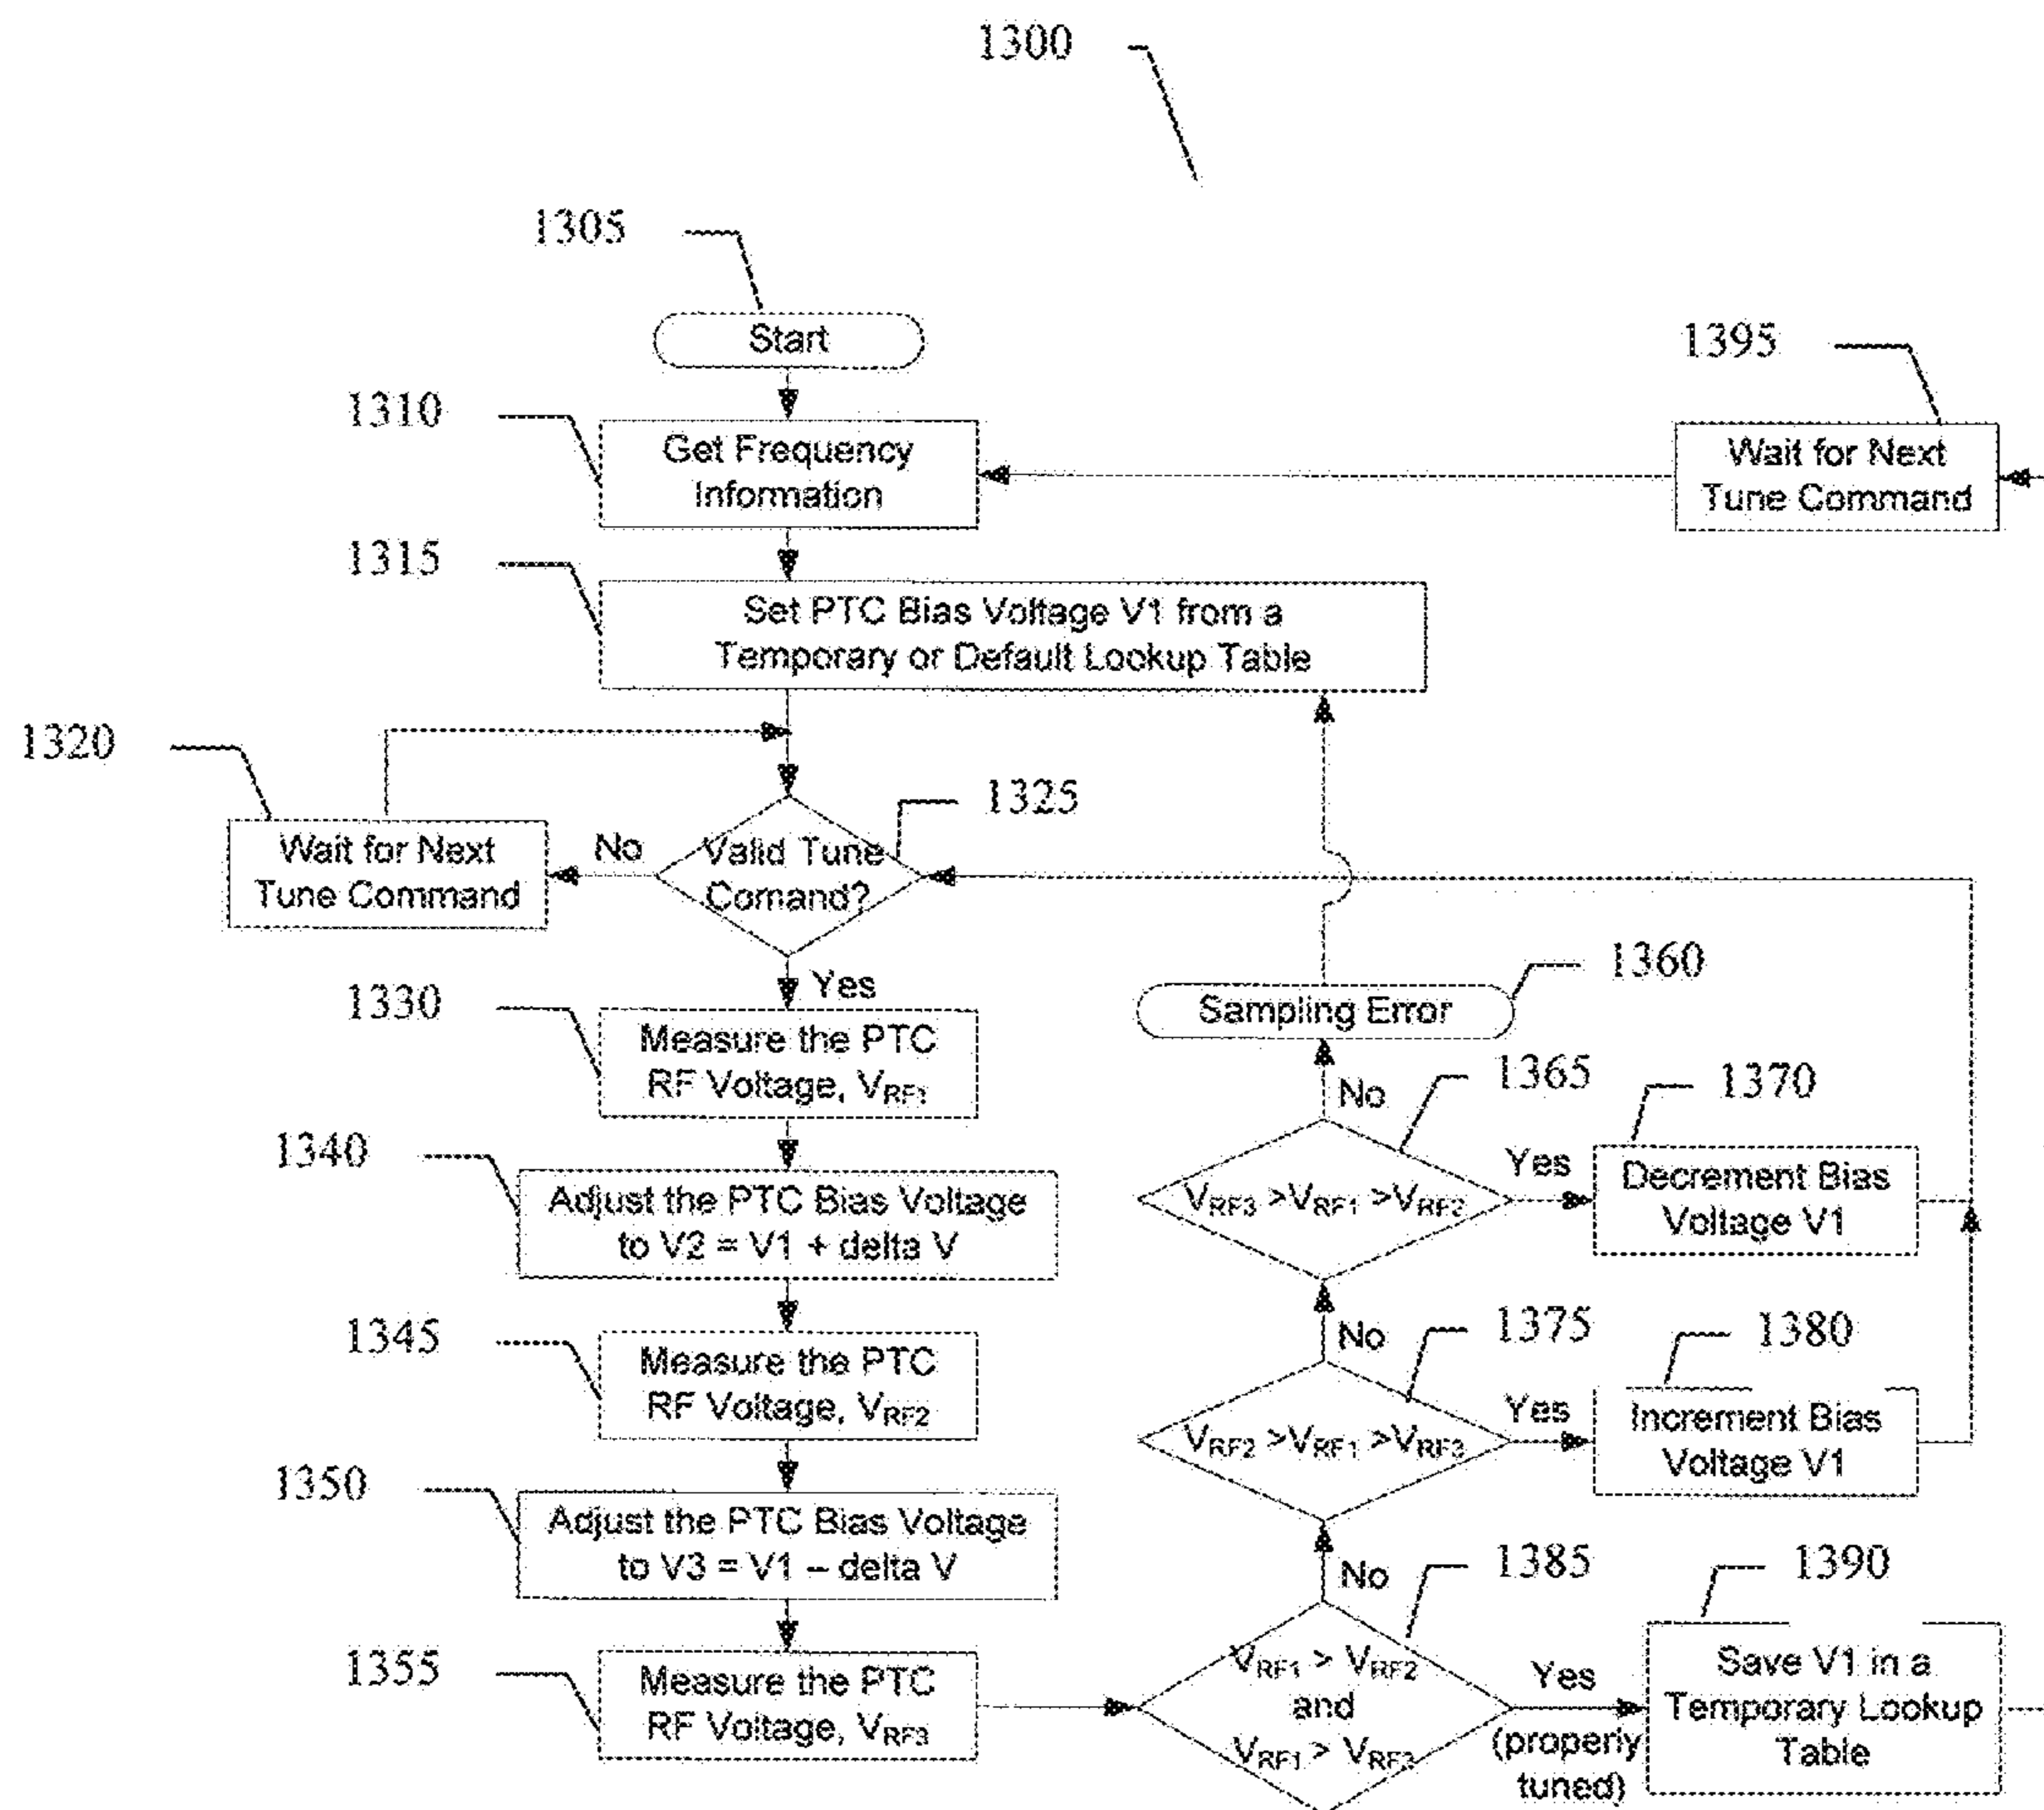 1300
1305
Start
1395
1310
Get Frequency
Information
Wait for Next
Tune Command
1315
Set PTC Bias Voltage V1 from a
Temporary or Default Lookup Table
1320
1325
Wait for Next
Tune Command
No
Valid Tune
Comand?
Yes
1330
Measure the PTC
RF Voltage, VRF1
1360
Sampling Error
No
1365
1370
1340
Adjust the PTC Bias Voltage
to V2 = V1 + delta V
VRF3 >VRF1 >VRF2
Yes
Decrement Bias
Voltage V1
1345
Measure the PTC
RF Voltage, VRF2
No
1375
1380
VRF2 >VRF1 >VRF3
Yes
Increment Bias
Voltage V1
1350
Adjust the PTC Bias Voltage
to V3 = V1 – delta V
No
1385
1390
1355
Measure the PTC
RF Voltage, VRF3
VRF1 > VRF2
and
VRF1 > VRF3
Yes
(properly
tuned)
Save V1 in a
Temporary Lookup
Table